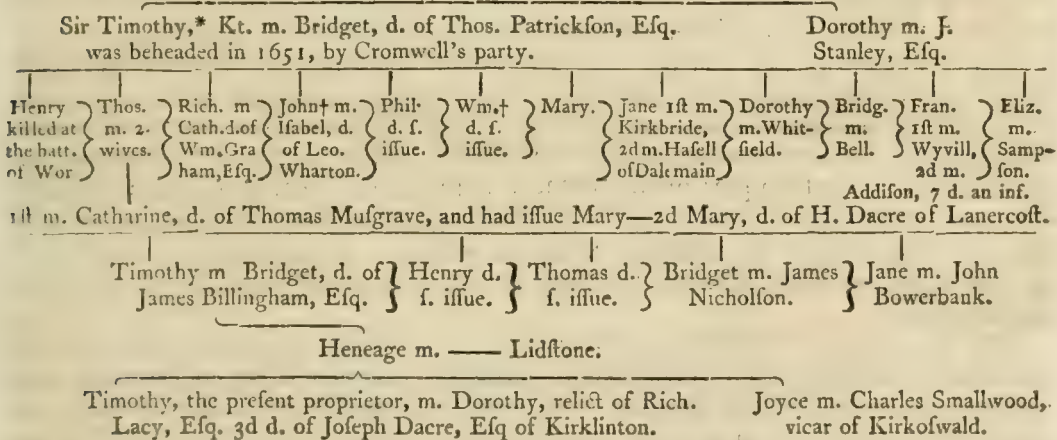 Sir Timothy,* Kt. m. Bridget, d. of Thos. Patrickſon, Eſq. Dorothy m. J.
was beheaded in 1651, by Cromwell's party. Stanley, Eſq.
Henry Thos. Rich. m John† m. Phil. Wm.† Mary. Jane 1ſt m. Dorothy Bridg. Fran. Eliz.
killed at m. 2. Cath.d.of Iſabel, d. d. ſ. d. ſ. Kirkbride, m.Whit- m. 1ſt m. m.
the batt. wives. Wm.Gra of Leo. iſſue. iſſue. 2d m.Haſell field. Bell. Wyvill, Samp-
of Wor ham,Eſq. Wharton. of Dalemain 2d m. ſon.
Addiſon, 7 d. an inf.
1ſt m. Catharine, d. of Thomas Muſgrave, and had iſſue Mary—2d Mary, d. of H. Dacre of Lanercoſt.
Timothy m Bridget, d. of Henry d. Thomas d. Bridget m. James Jane m. John
James Billingham, Eſq. ſ. iſſue. ſ. iſſue. Nicholſon. Bowerbank.
Heneage m. —— Lidſtone.
Timothy, the preſent proprietor, m. Dorothy, relict of Rich. Joyce m. Charles Smallwood,
Lacy, Eſq. 3d d. of Joſeph Dacre, Eſq of Kirklinton. vicar of Kirkoſwald.